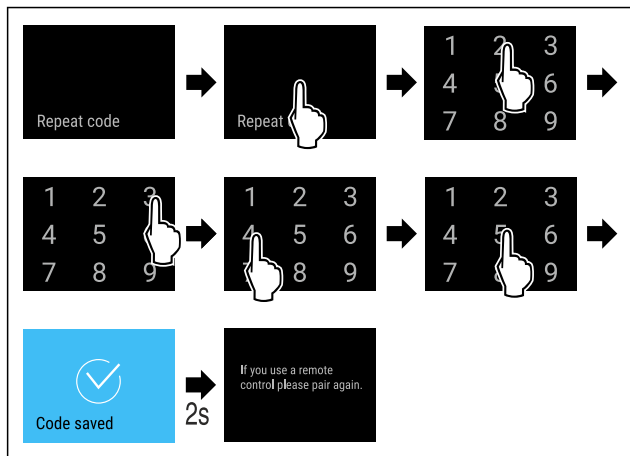 Repeat code
Repeat
1 2 3
4 6
7 8 9
1 2 3
4 5
7 8 9
1 2 3
4 5 6
8 9
1 2 3
4 5 6
7 9
Code saved
2s
If you use a remote
control please pair again.